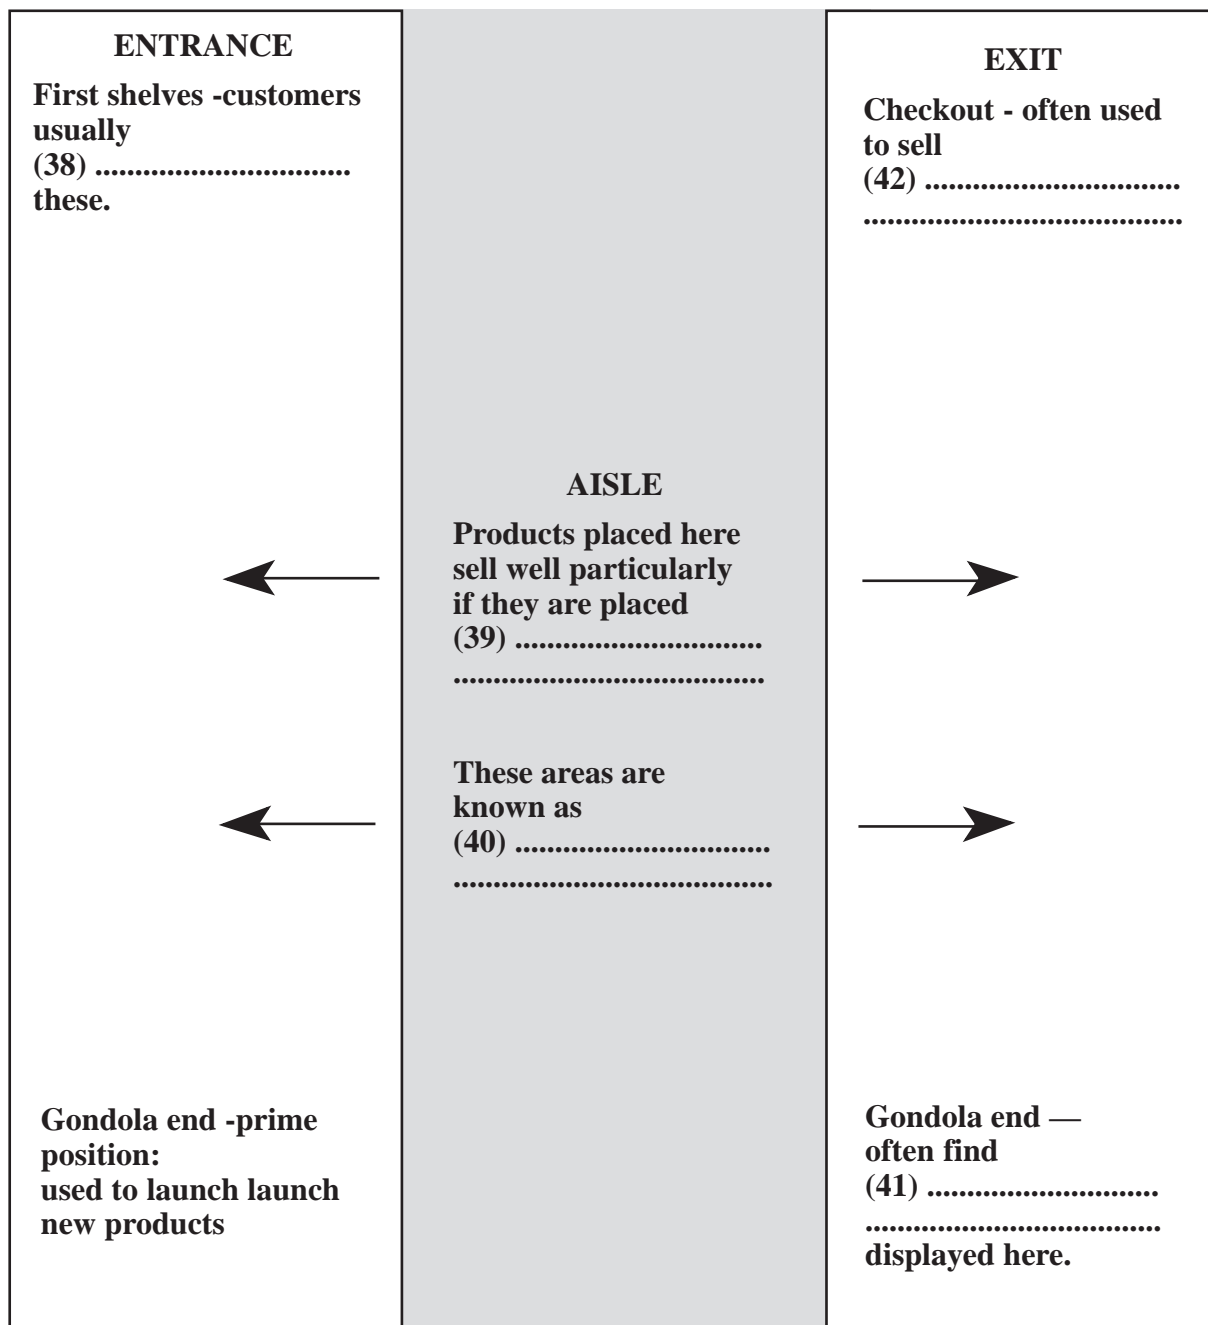 ENTRANCE
First shelves -customers
usually
(38) ................................
these.
Gondola end -prime
position:
used to launch launch
new products
AISLE
Products placed here
sell well particularly
if they are placed
(39) ...............................
.......................................
These areas are
known as
(40) ................................
........................................
EXIT
Checkout - often used
to sell
(42) ................................
........................................
Gondola end —
often find
(41) .............................
.....................................
displayed here.